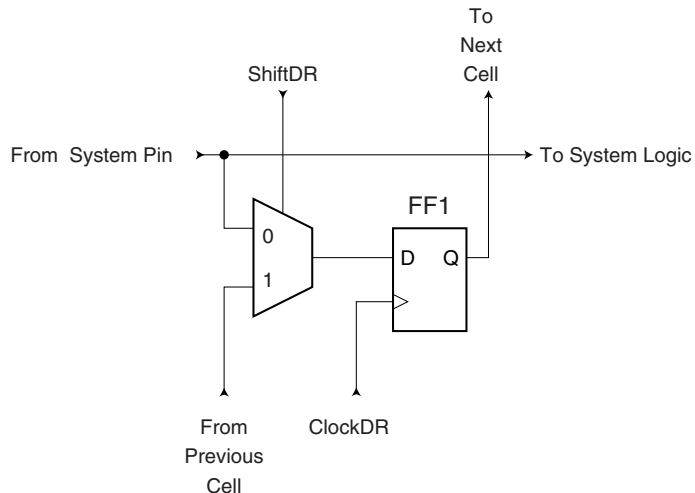 To
Next
Cell
ShiftDR
From System Pin
To System Logic
FF1
0
D Q
1
From
Previous
Cell
ClockDR